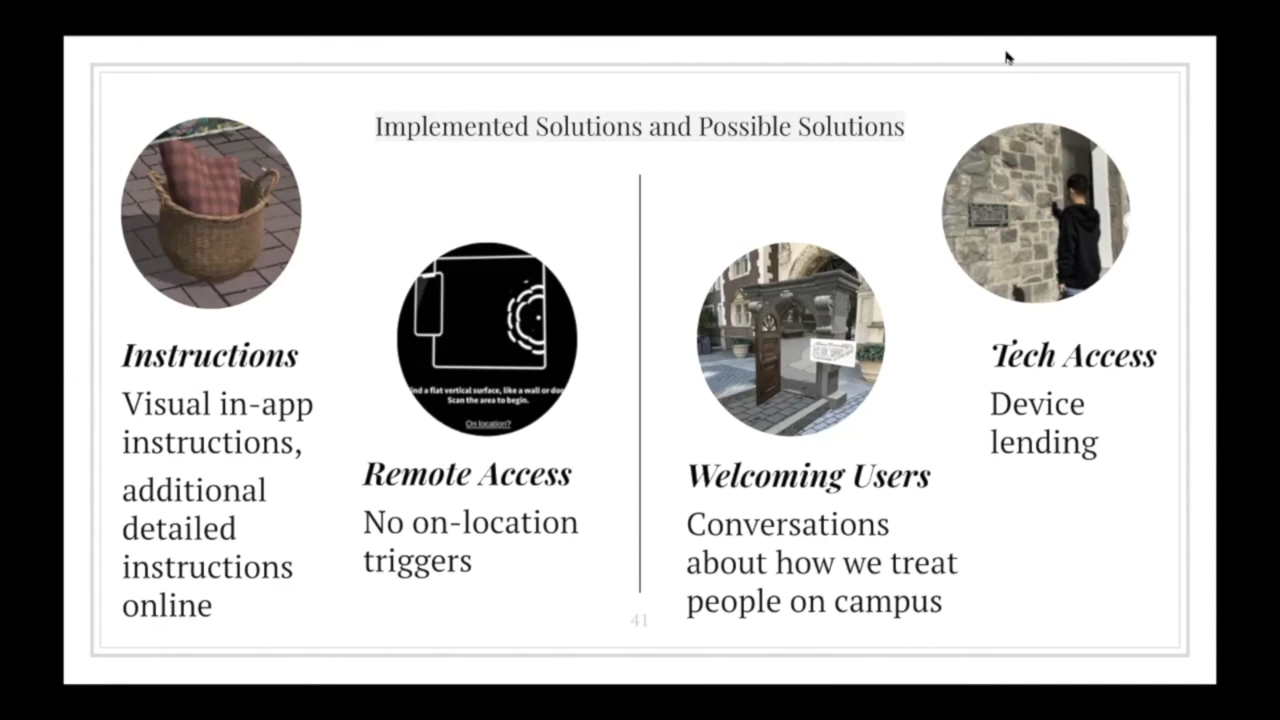 Implemented Solutions and Possible Solutions
Instructions
Visual in-app
instructions,
additional
detailed
instructions
online
find a flat vertical surface, like a wall or
Scan the area to begin.
On location?
Remote Access
No on-location
triggers
Welcoming Users
Conversations
about how we treat
people on campus
Tech Access
Device
lending
41